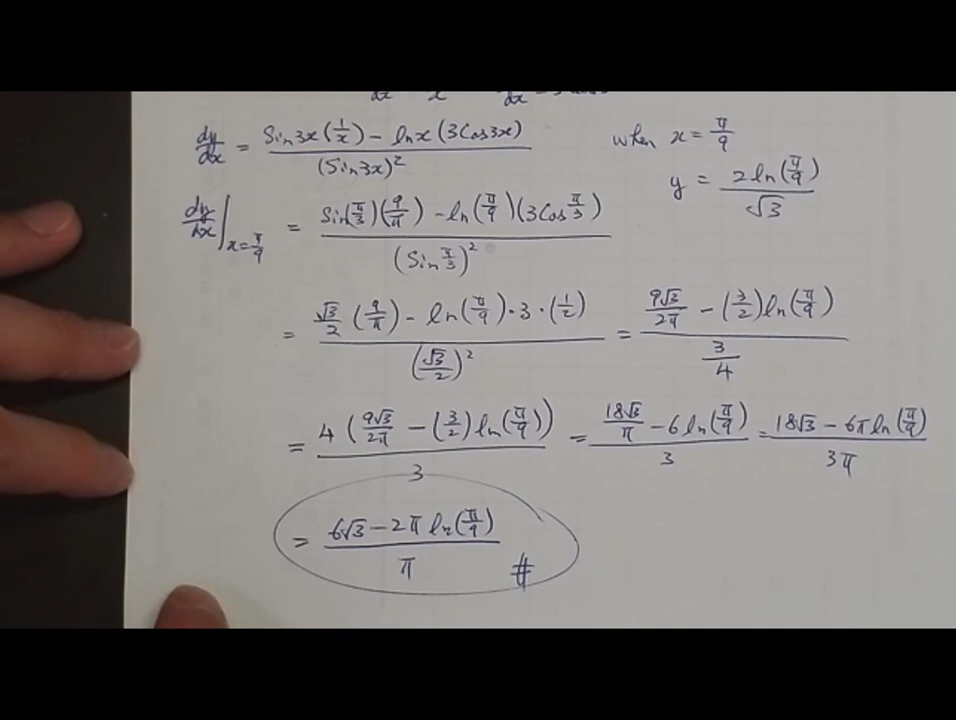 dy/dx = (Sin3x(1/x) − lnx(3Cos3x)) / (Sin3x)²
when x = π/9
y = 2ln(π/9) / √3
dy/dx | x=π/9 = (Sin(π/3)(9/π) − ln(π/9)(3Cos π/3)) / (Sin π/3)²
= (√3/2 (9/π) − ln(π/9)·3·(1/2)) / (√3/2)² = (9√3/2π − (3/2)ln(π/9)) / (3/4)
= 4(9√3/2π − (3/2)ln(π/9)) / 3 = (18√3/π − 6ln(π/9)) / 3 = (18√3 − 6πln(π/9)) / 3π
= (6√3 − 2π ln(π/9)) / π #